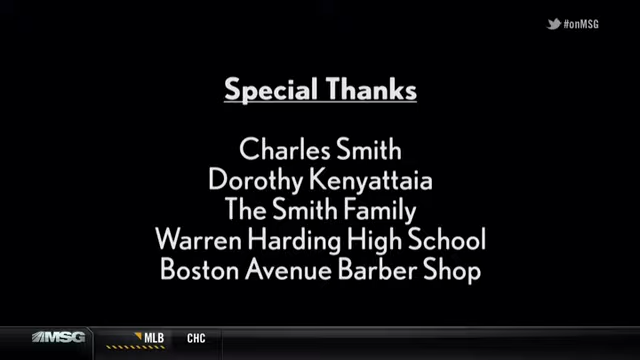 #onMSG
Special Thanks
Charles Smith
Dorothy Kenyattaia
The Smith Family
Warren Harding High School
Boston Avenue Barber Shop
MSG MLB CHC